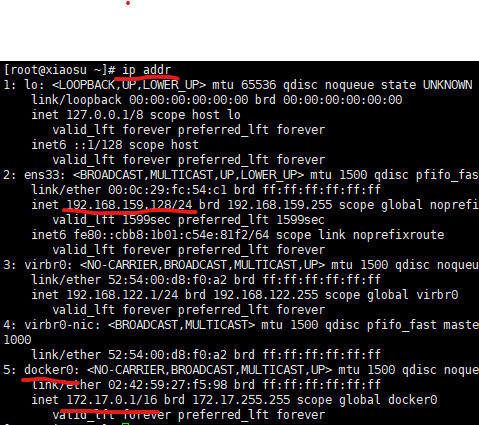 [root@xiaosu ~]# ip addr
1: lo: <LOOPBACK,UP,LOWER_UP> mtu 65536 qdisc noqueue state UNKNOWN
link/loopback 00:00:00:00:00:00 brd 00:00:00:00:00:00
inet 127.0.0.1/8 scope host lo
valid_lft forever preferred_lft forever
inet6 ::1/128 scope host
valid_lft forever preferred_lft forever
2: ens33: <BROADCAST,MULTICAST,UP,LOWER_UP> mtu 1500 qdisc pfifo_fas
link/ether 00:0c:29:fc:54:c1 brd ff:ff:ff:ff:ff:ff
inet 192.168.159.128/24 brd 192.168.159.255 scope global noprefi
valid_lft 1599sec preferred_lft 1599sec
inet6 fe80::cbb8:1b01:c54e:81f2/64 scope link noprefixroute
valid_lft forever preferred_lft forever
3: virbr0: <NO-CARRIER,BROADCAST,MULTICAST,UP> mtu 1500 qdisc noqueu
link/ether 52:54:00:d8:f0:a2 brd ff:ff:ff:ff:ff:ff
inet 192.168.122.1/24 brd 192.168.122.255 scope global virbr0
valid_lft forever preferred_lft forever
4: virbr0-nic: <BROADCAST,MULTICAST> mtu 1500 qdisc pfifo_fast maste
1000
link/ether 52:54:00:d8:f0:a2 brd ff:ff:ff:ff:ff:ff
5: docker0: <NO-CARRIER,BROADCAST,MULTICAST,UP> mtu 1500 qdisc noque
link/ether 02:42:59:27:f5:98 brd ff:ff:ff:ff:ff:ff
inet 172.17.0.1/16 brd 172.17.255.255 scope global docker0
valid_lft forever preferred_lft forever